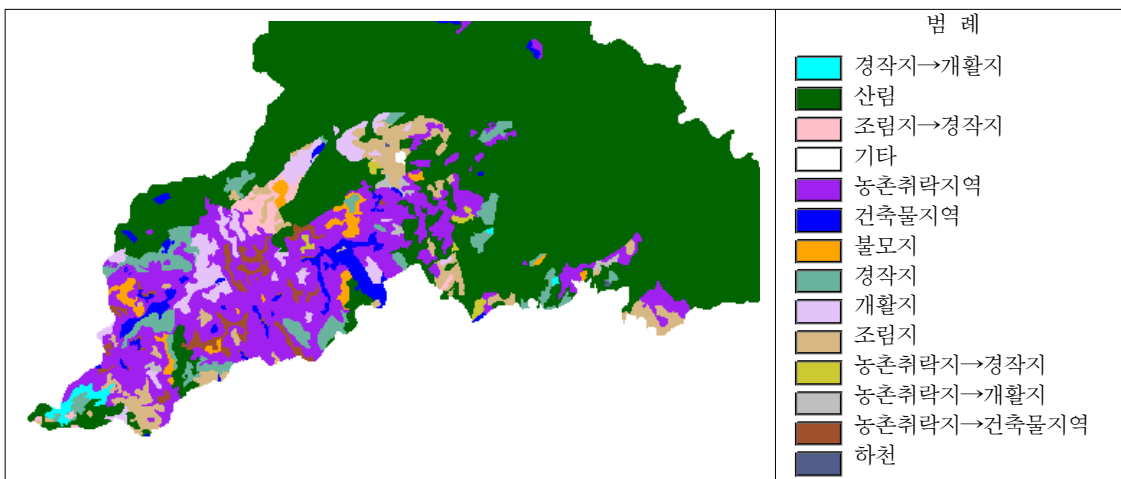 범 례
경작지→개활지
산림
조림지→경작지
기타
농촌취락지역
건축물지역
불모지
경작지
개활지
조림지
농촌취락지→경작지
농촌취락지→개활지
농촌취락지→건축물지역
하천